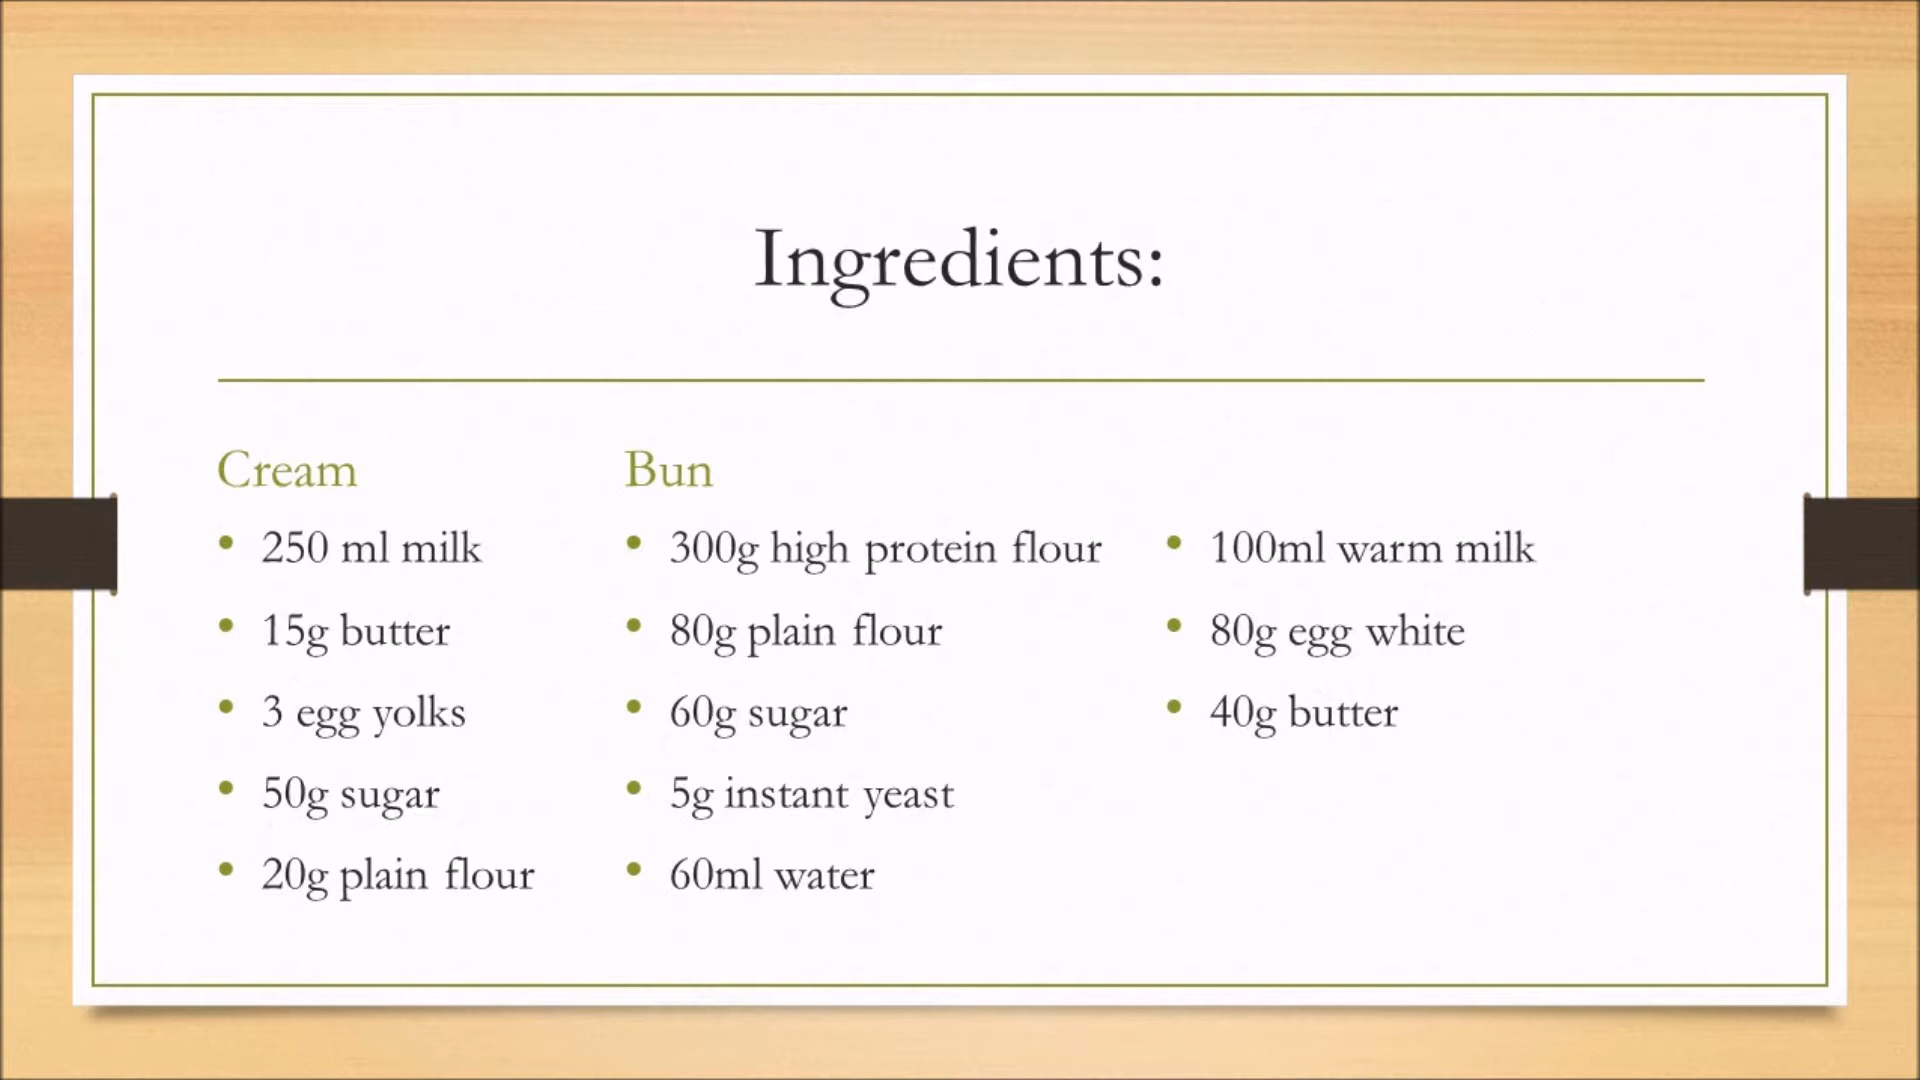 Ingredients:
Cream
250 ml milk
15g butter
3 egg yolks
50g sugar
20g plain flour
Bun
300g high protein flour
80g plain flour
60g sugar
5g instant yeast
60ml water
100ml warm milk
80g egg white
40g butter